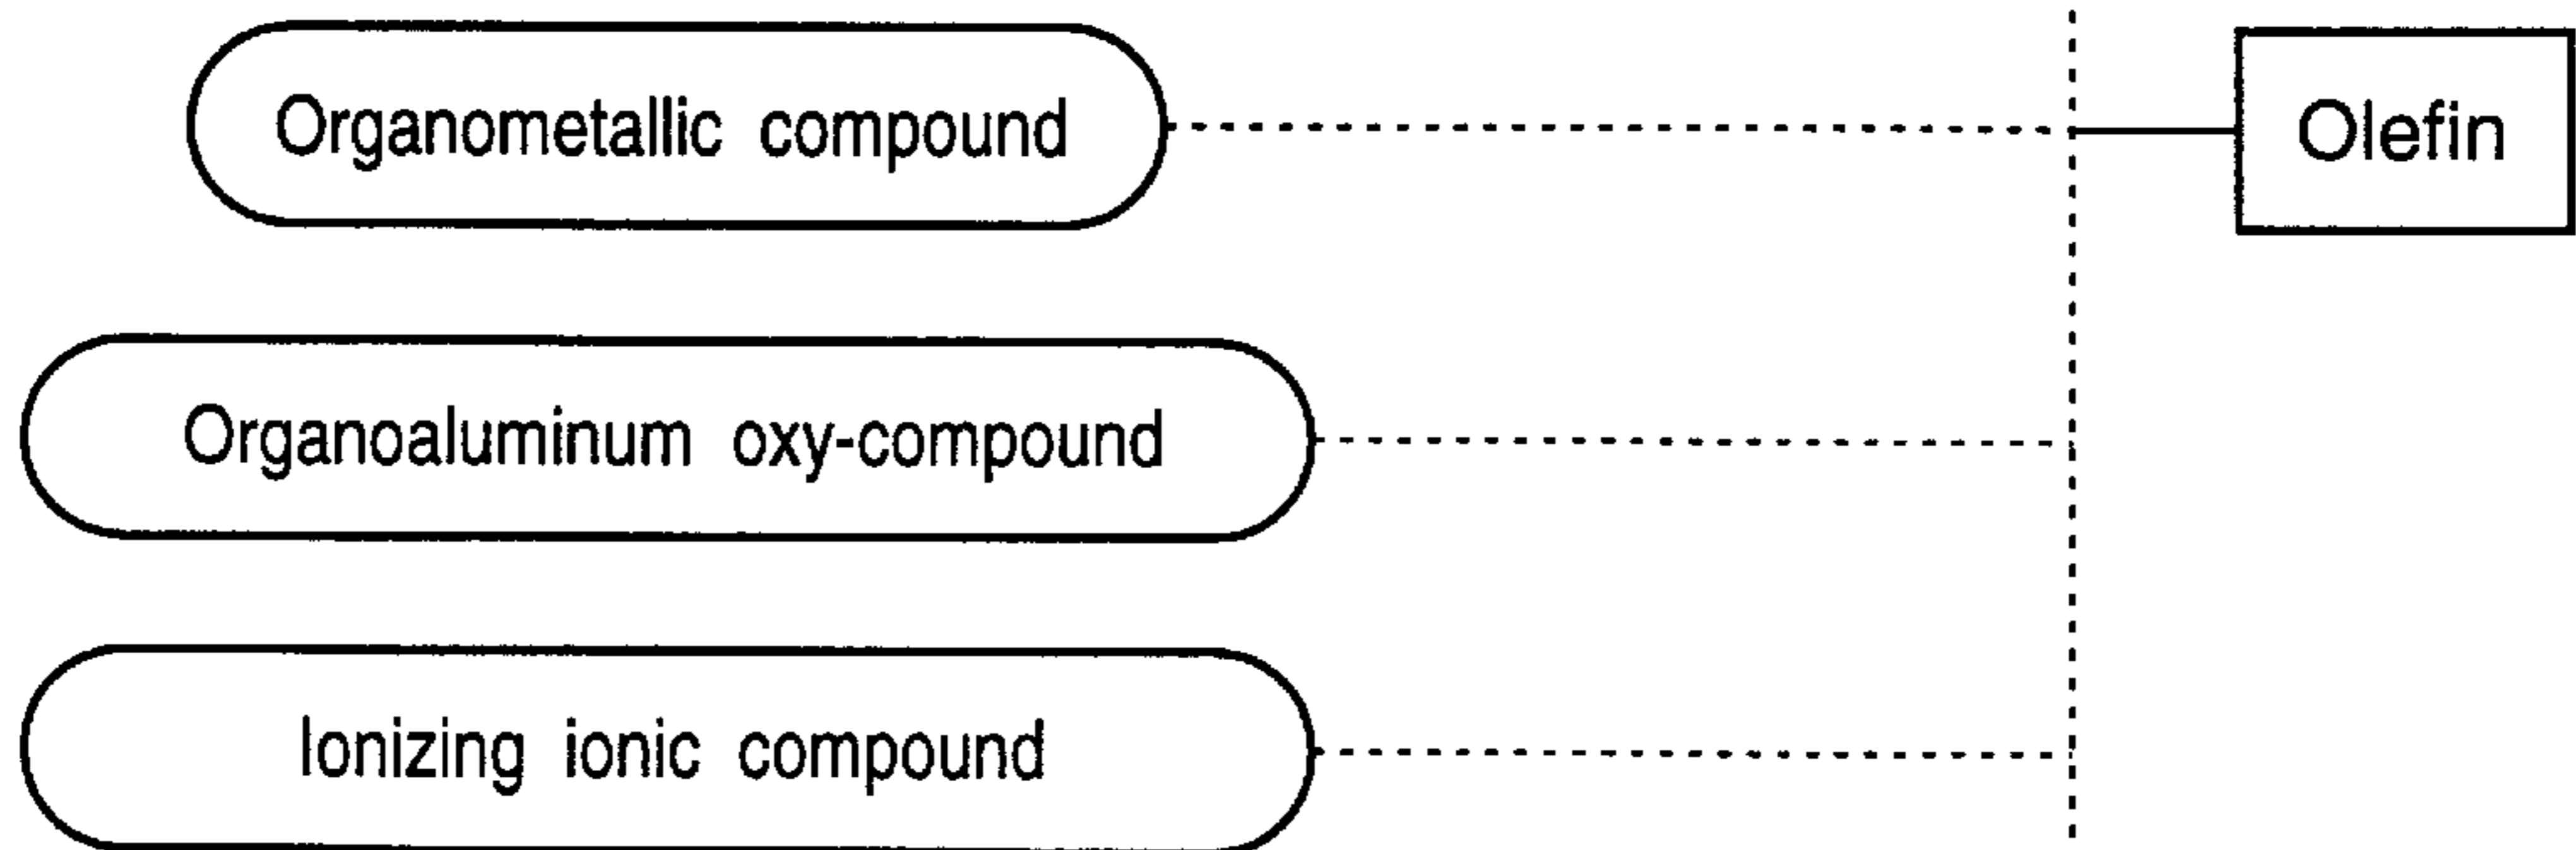 Organometallic compound
Olefin
Organoaluminum oxy-compound
Ionizing ionic compound